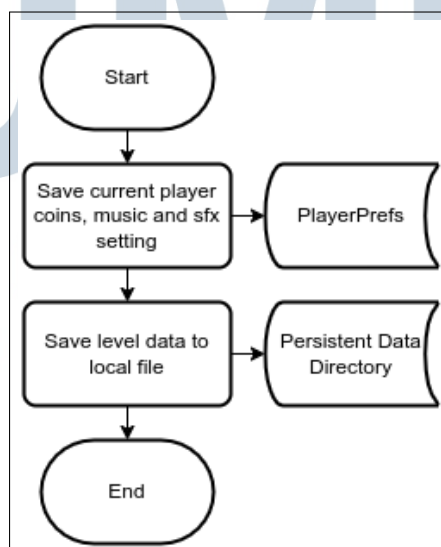 Start
Save current player
coins, music and sfx
setting
PlayerPrefs
Save level data to
local file
Persistent Data
Directory
End